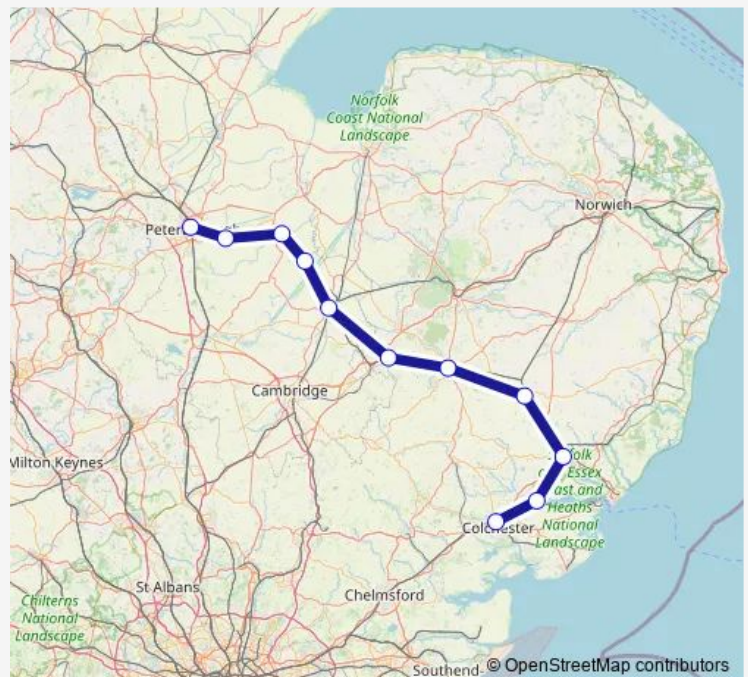 Norfolk
Coast National
Landscape
Norwich
Peter
Cambridge
Milton Keynes
folk
Essex
ast and
Heaths
National
Landscape
Colchester
St Albans
Chelmsford
Chilterns
National
Landscape
Southend-
© OpenStreetMap contributors